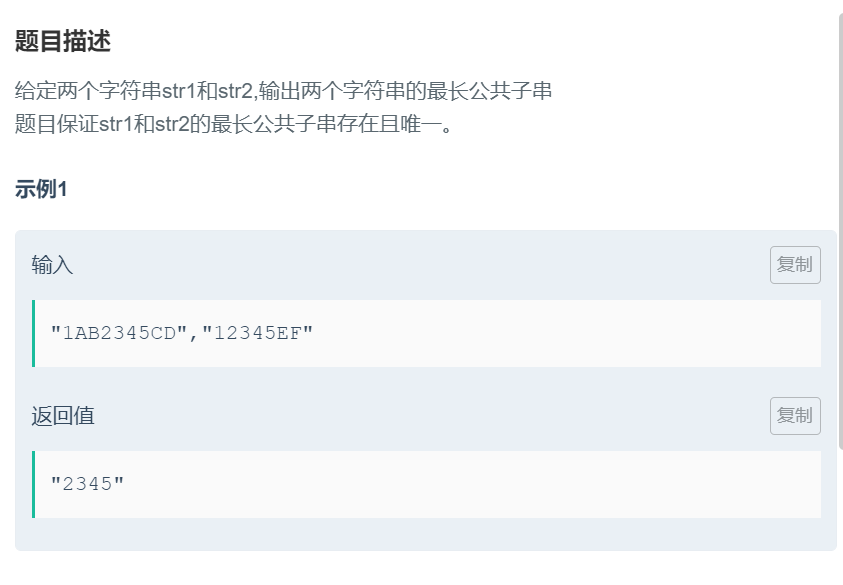 题目描述
给定两个字符串str1和str2,输出两个字符串的最长公共子串
题目保证str1和str2的最长公共子串存在且唯一。
示例1
输入
复制
"1AB2345CD","12345EF"
返回值
复制
"2345"